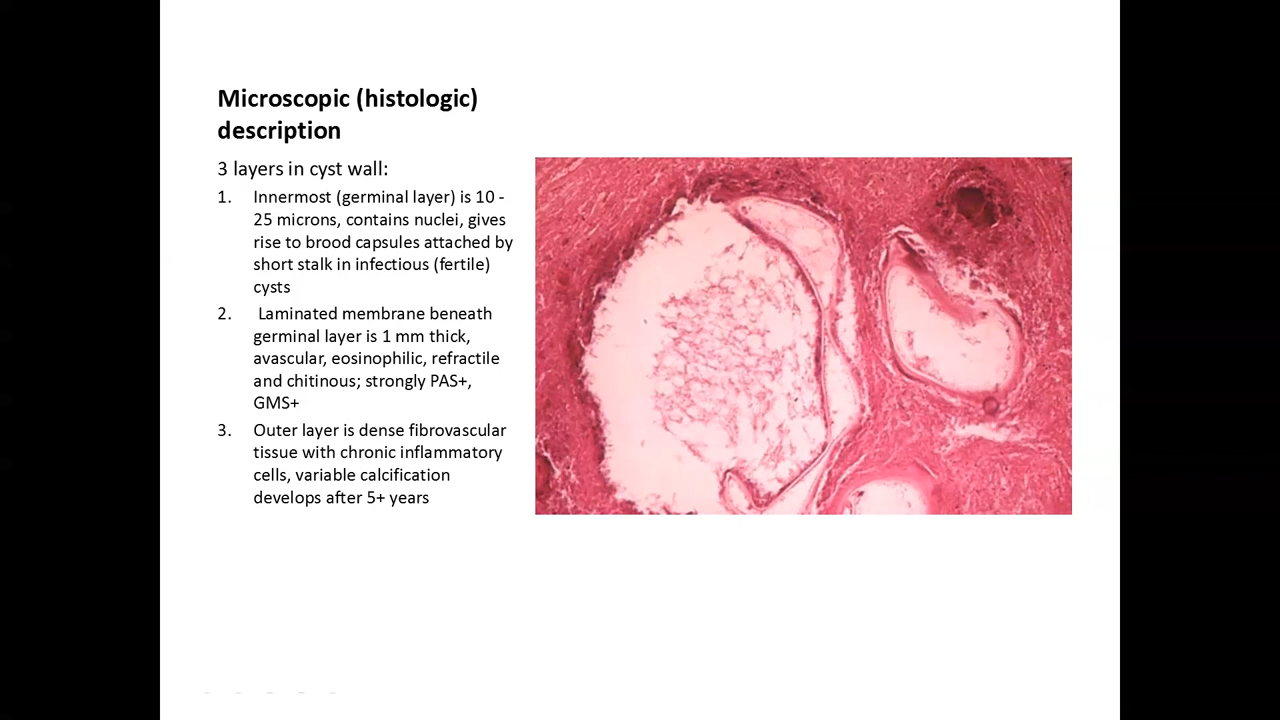 Microscopic (histologic)
description
3 layers in cyst wall:
1. Innermost (germinal layer) is 10 -
25 microns, contains nuclei, gives
rise to brood capsules attached by
short stalk in infectious (fertile)
cysts
2. Laminated membrane beneath
germinal layer is 1 mm thick,
avascular, eosinophilic, refractile
and chitinous; strongly PAS+,
GMS+
3. Outer layer is dense fibrovascular
tissue with chronic inflammatory
cells, variable calcification
develops after 5+ years